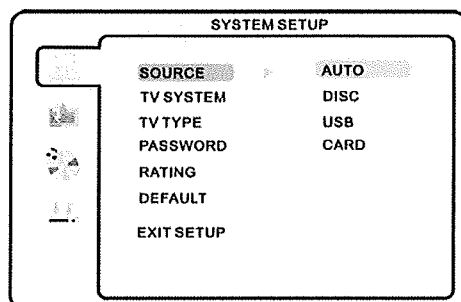 SYSTEM SETUP
SOURCE AUTO
TV SYSTEM DISC
TV TYPE USB
PASSWORD CARD
RATING
DEFAULT
EXIT SETUP